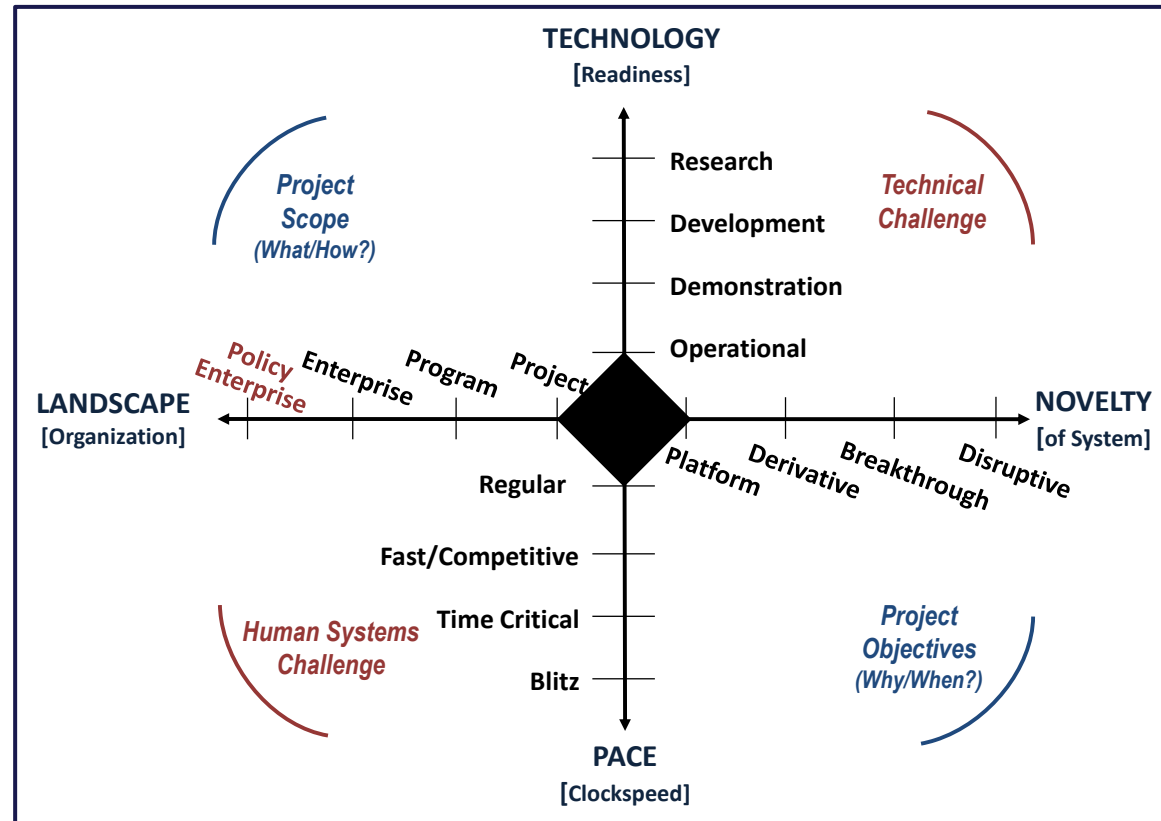 TECHNOLOGY
[Readiness]
Project
Scope
(What/How?)
Technical
Challenge
Research
Development
Demonstration
Operational
Policy
Enterprise
Enterprise
Program
Project
LANDSCAPE
[Organization]
NOVELTY
[of System]
Platform
Derivative
Breakthrough
Disruptive
Regular
Fast/Competitive
Time Critical
Blitz
Human Systems
Challenge
Project
Objectives
(Why/When?)
PACE
[Clockspeed]